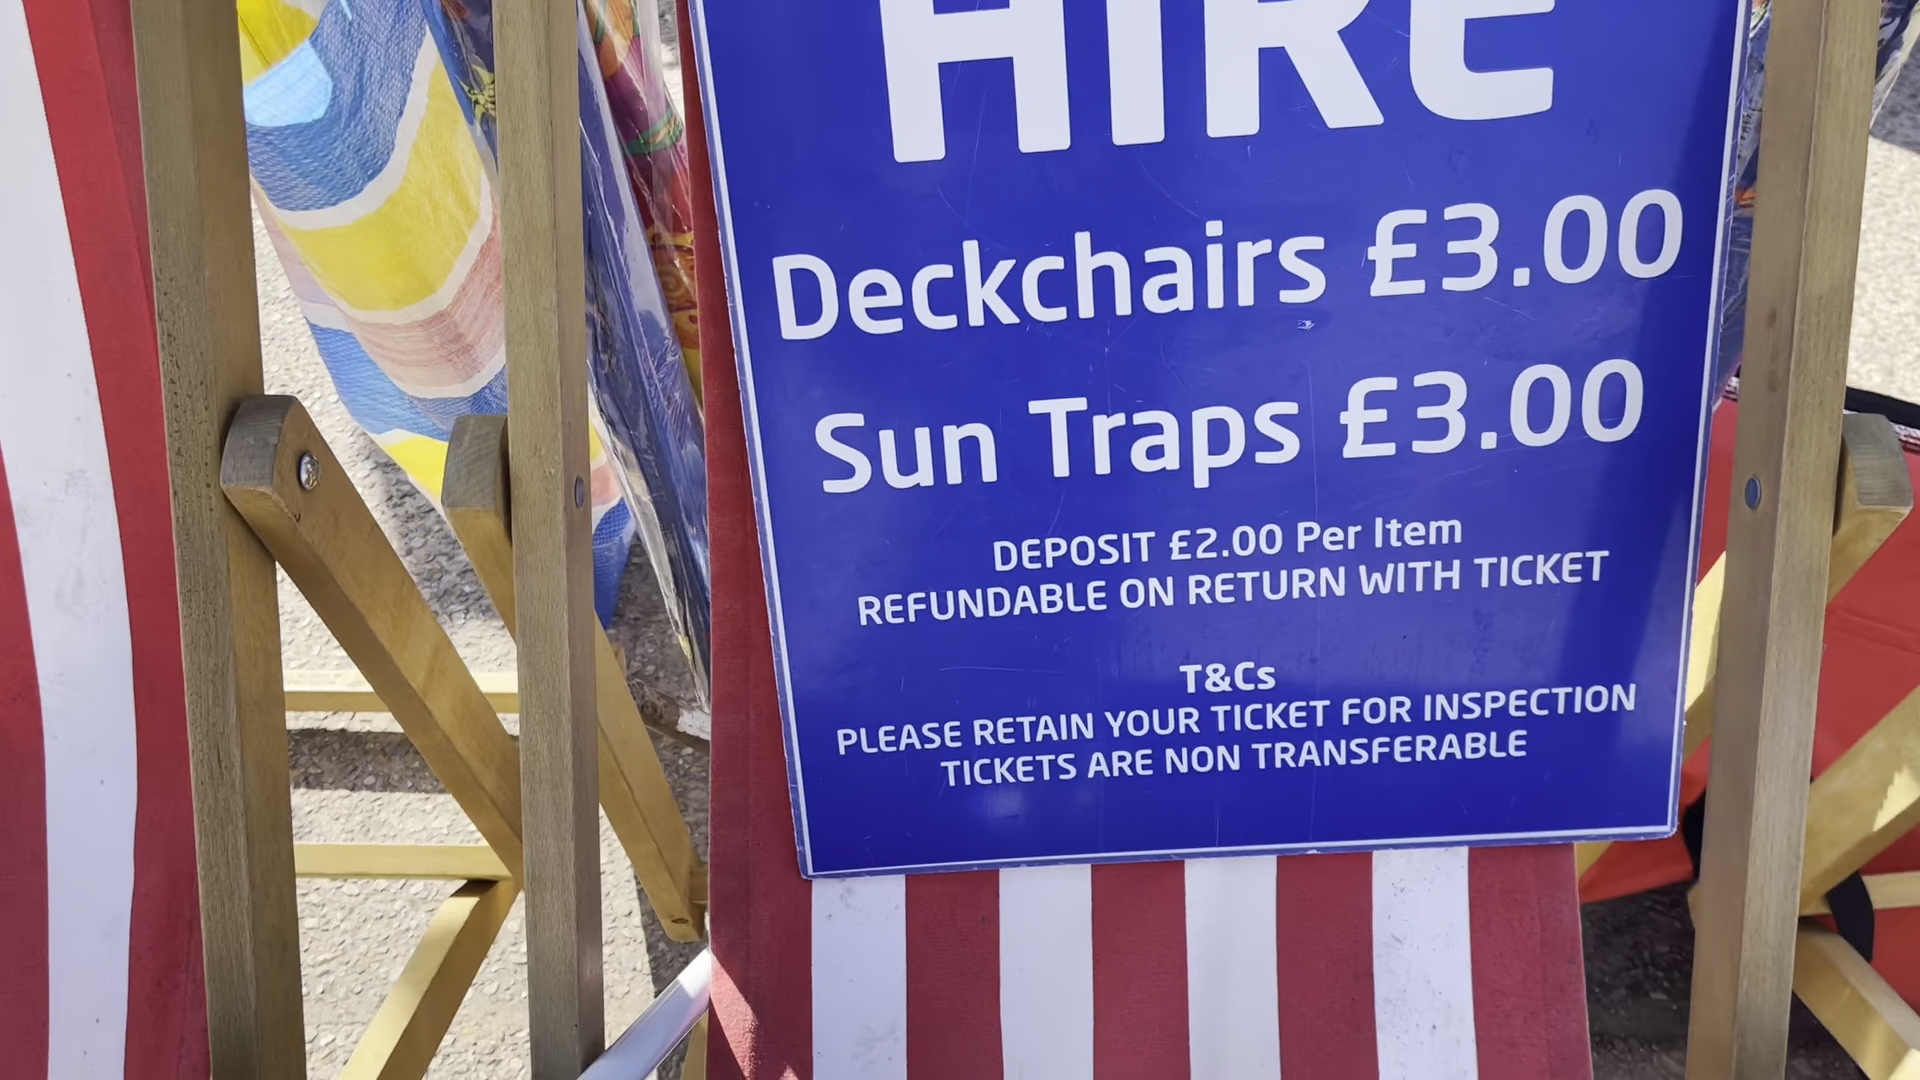 HIRE
Deckchairs £3.00
Sun Traps £3.00
DEPOSIT £2.00 Per Item
REFUNDABLE ON RETURN WITH TICKET
T&Cs
PLEASE RETAIN YOUR TICKET FOR INSPECTION
TICKETS ARE NON TRANSFERABLE